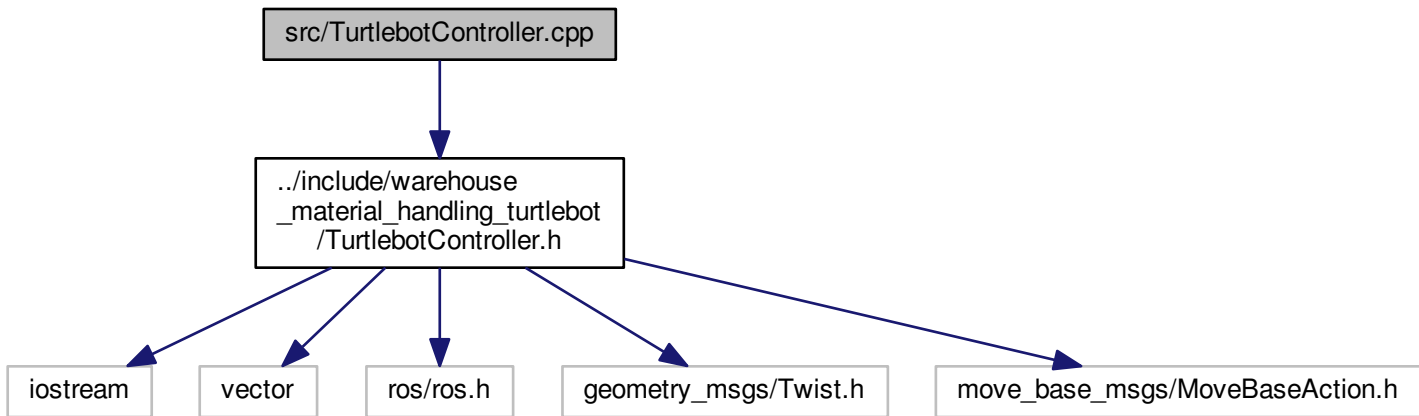 src/TurtlebotController.cpp
../include/warehouse
_material_handling_turtlebot
/TurtlebotController.h
iostream
vector
ros/ros.h
geometry_msgs/Twist.h
move_base_msgs/MoveBaseAction.h